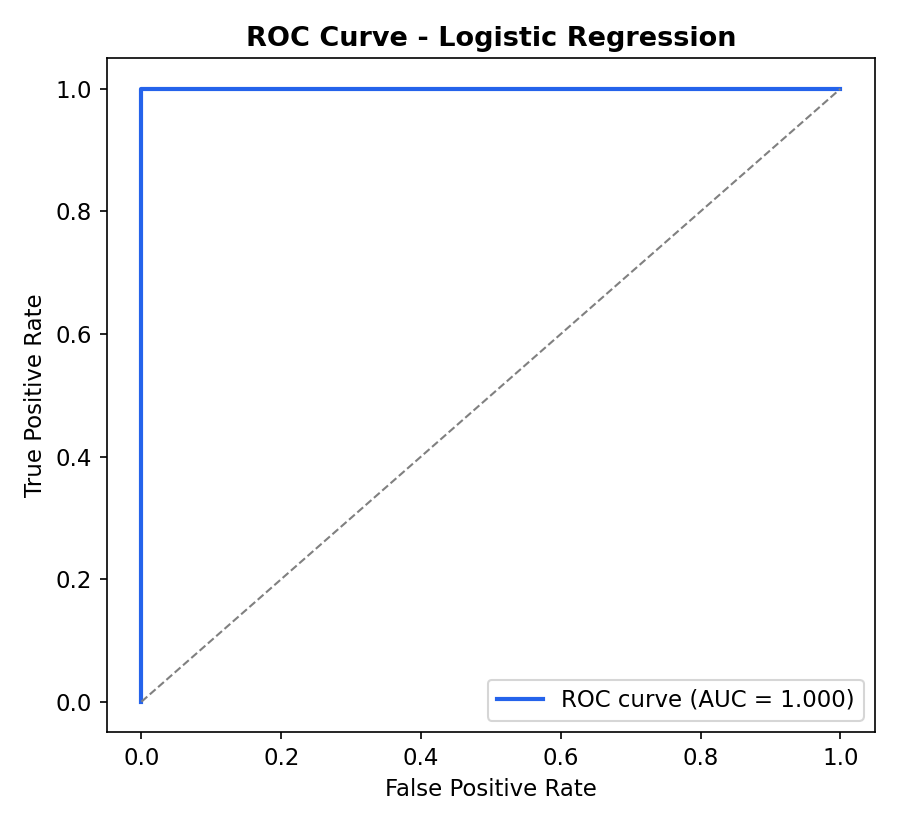 ROC Curve - Logistic Regression
True Positive Rate
1.0
0.8
0.6
0.4
0.2
0.0
ROC curve (AUC = 1.000)
0.0 0.2 0.4 0.6 0.8 1.0
False Positive Rate